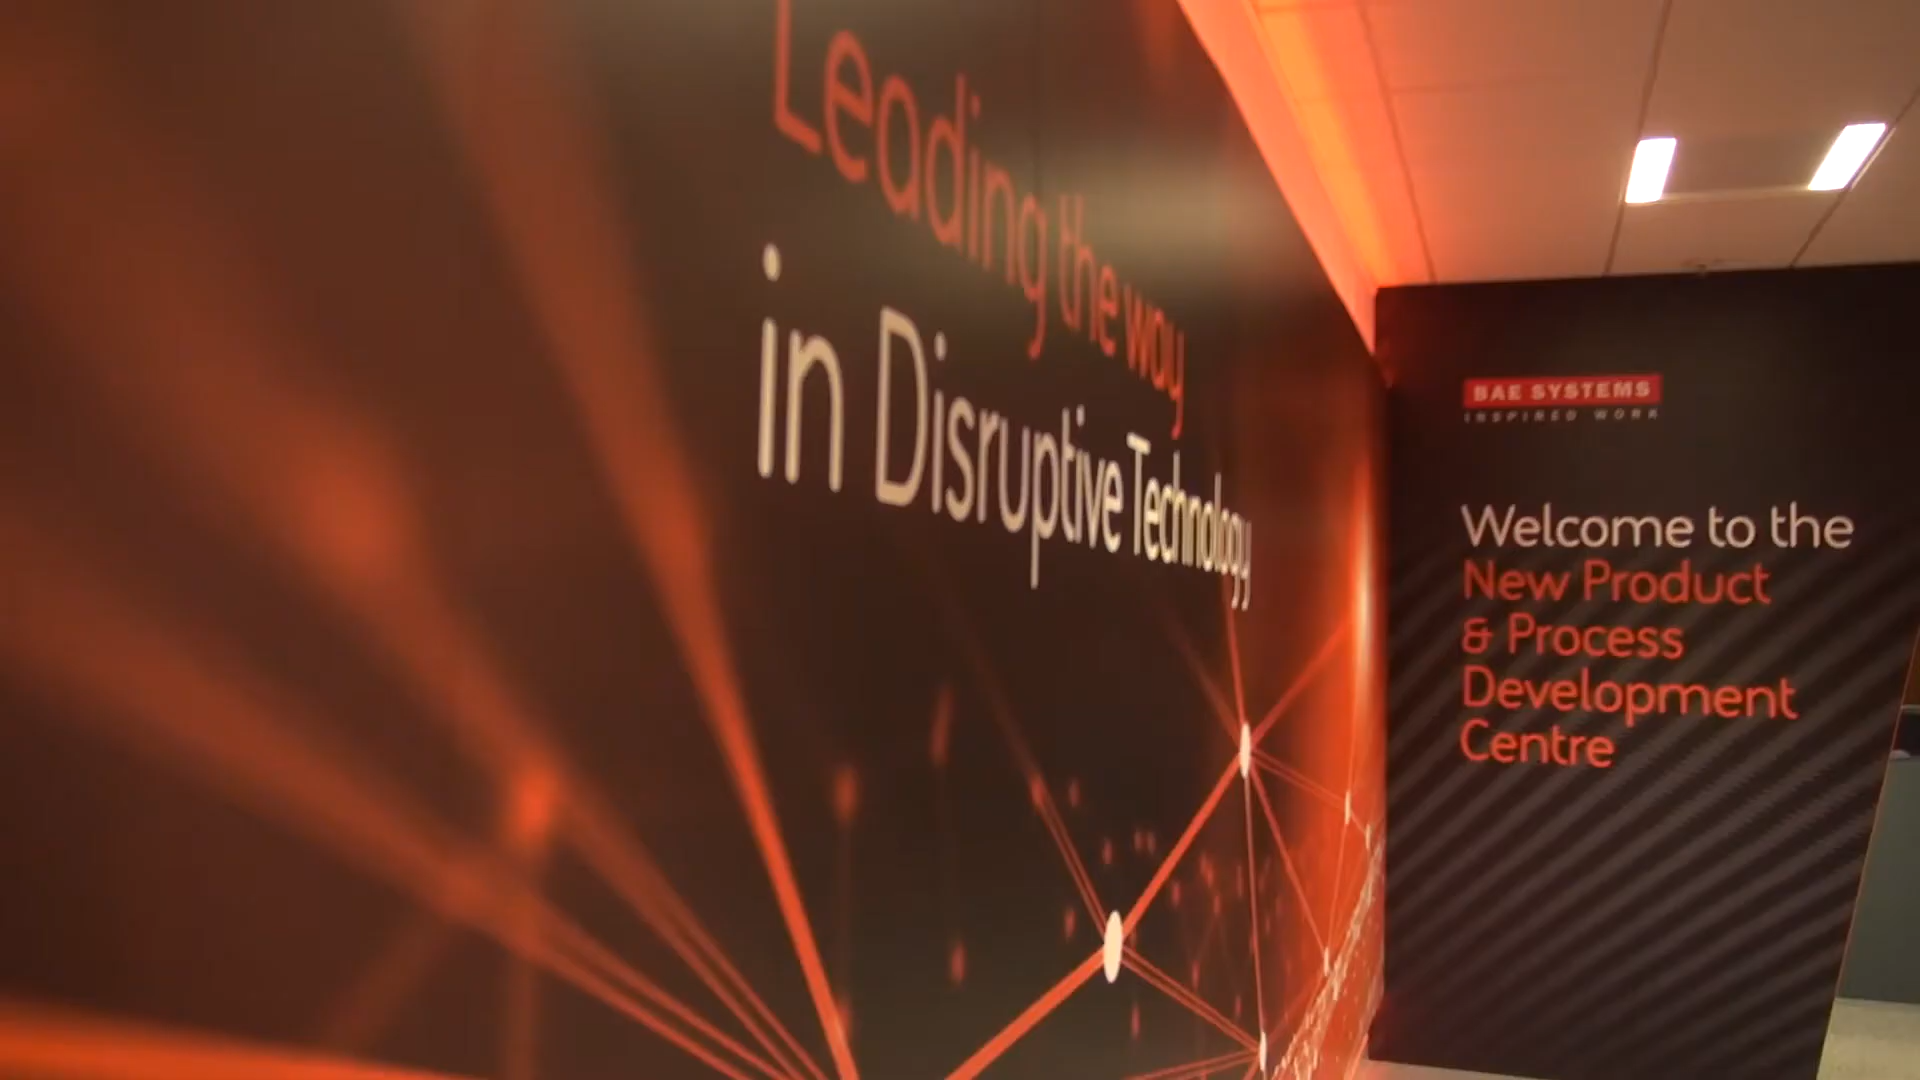 Leading the way
in Disruptive Technology
BAE SYSTEMS
INSPIRED WORK
Welcome to the
New Product
& Process
Development
Centre